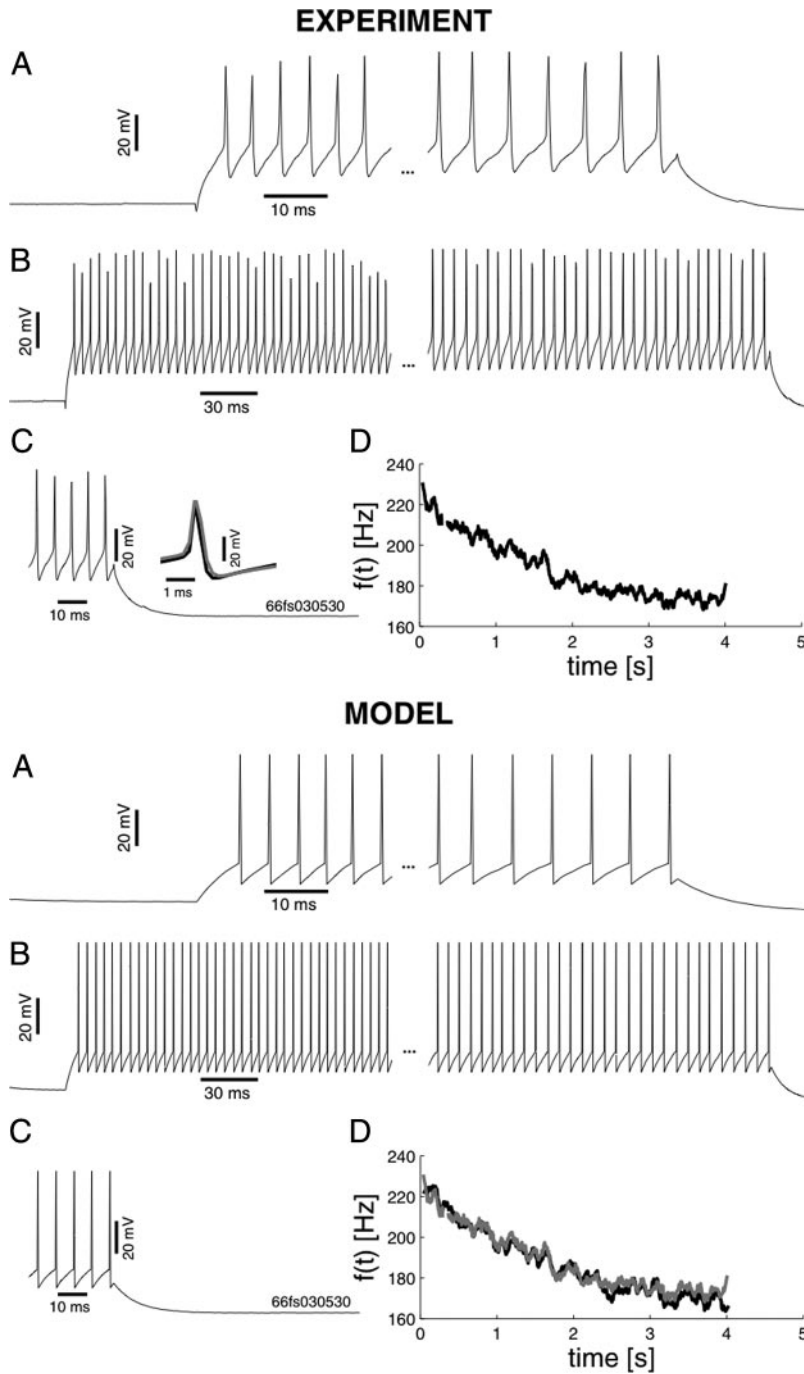 EXPERIMENT
A
20 mV
10 ms
...
B
20 mV
30 ms
...
C
20 mV
10 ms
20 mV
1 ms
66fs030530
D
240
220
200
180
160
f(t) [Hz]
0 1 2 3 4 5
time [s]
MODEL
A
20 mV
10 ms
...
B
20 mV
30 ms
...
C
20 mV
10 ms
66fs030530
D
240
220
200
180
160
f(t) [Hz]
0 1 2 3 4 5
time [s]